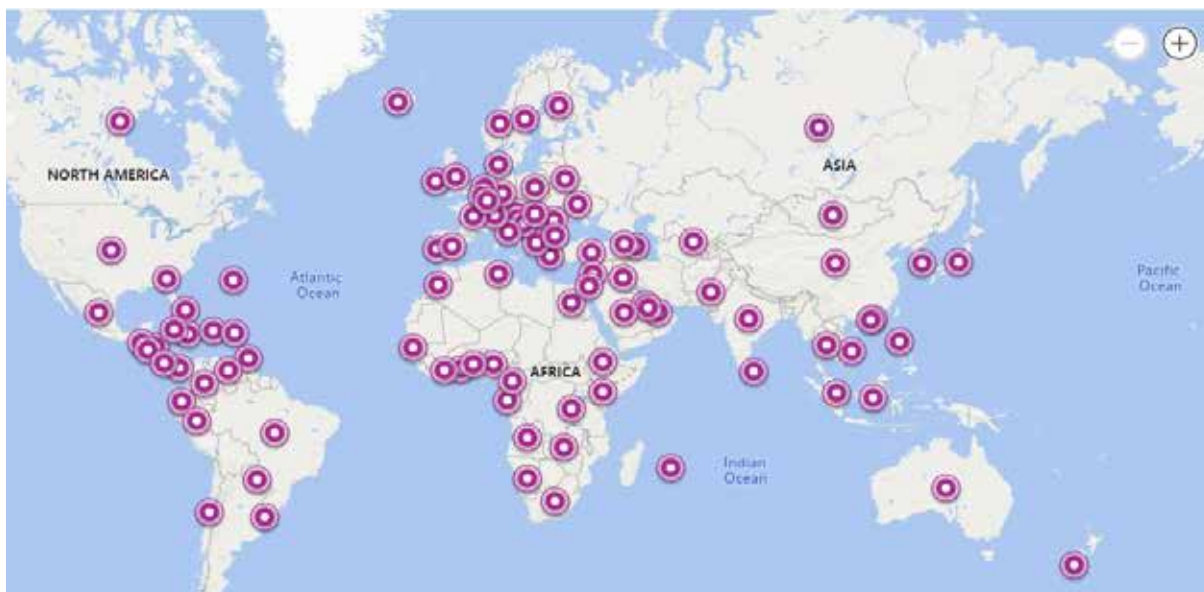 ASIA
NORTH AMERICA
Atlantic
Ocean
Pacific
Ocean
AFRICA
Indian
Ocean